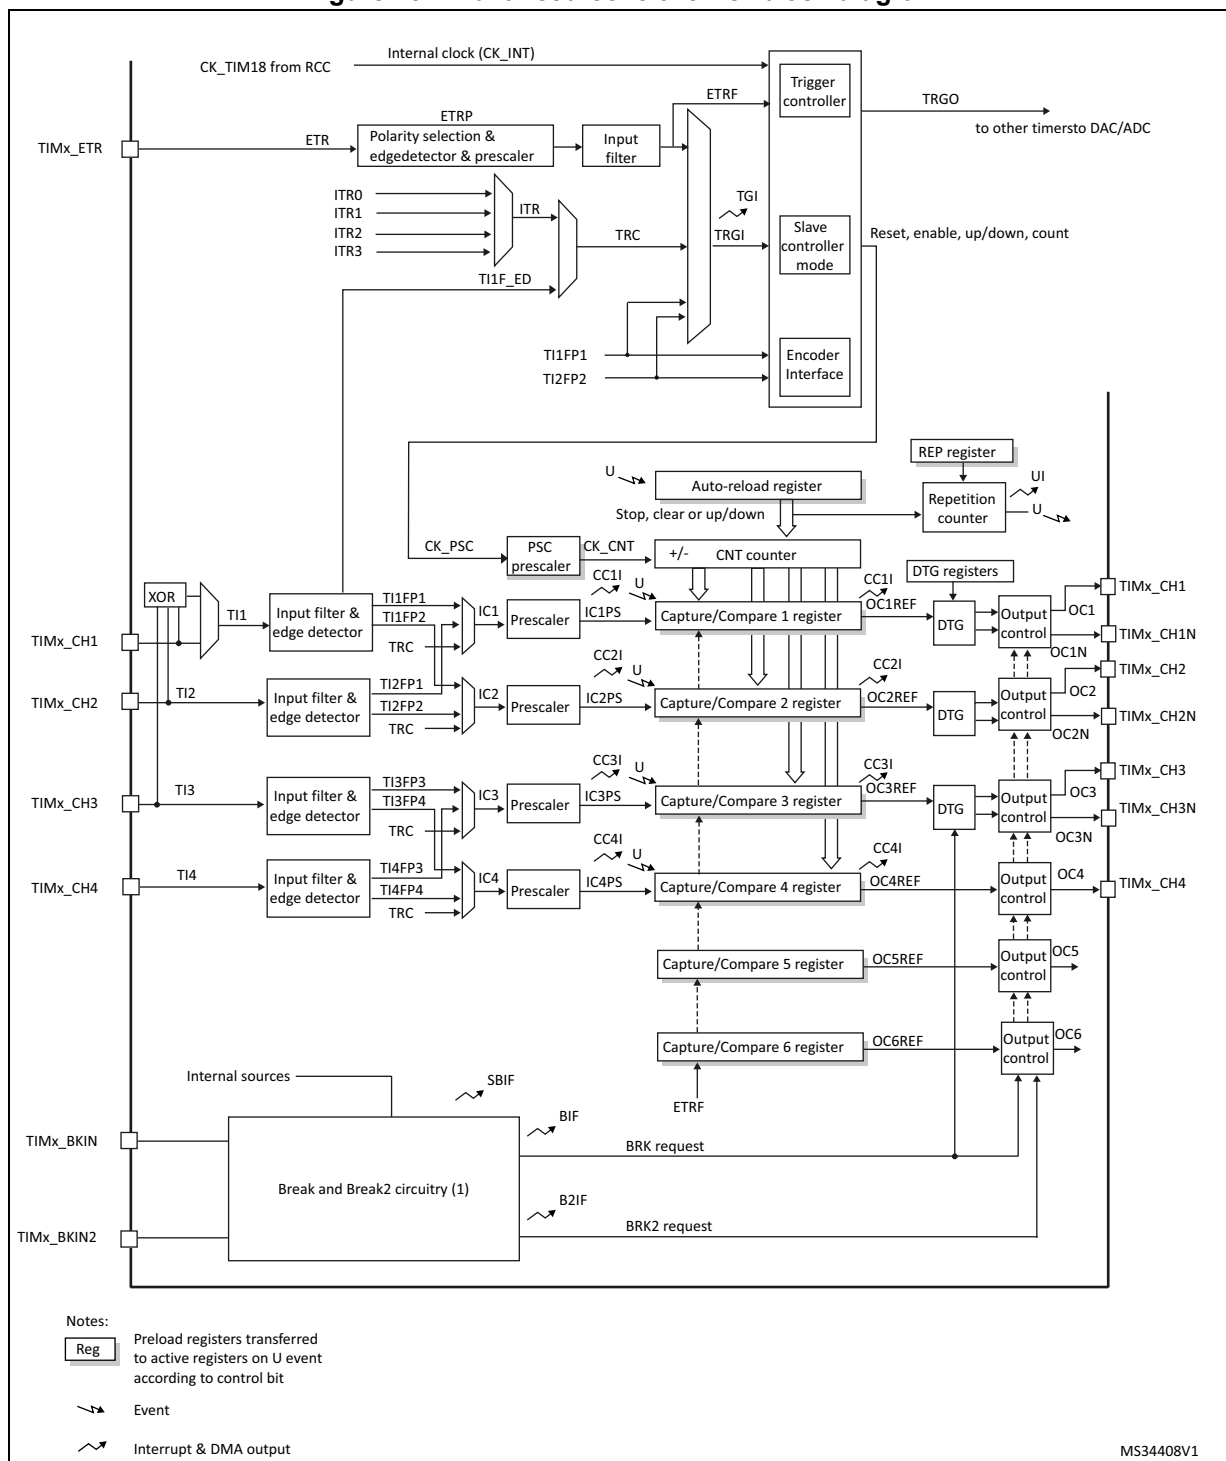 CK_TIM18 from RCC
Internal clock (CK_INT)
Trigger
controller
ETRF
TRGO
to other timersto DAC/ADC
TIMx_ETR
ETR
ETRP
Polarity selection &
edgedetector & prescaler
Input
filter
ITR0
ITR1
ITR2
ITR3
ITR
TRC
TGI
TRGI
Slave
controller
mode
Reset, enable, up/down, count
TI1F_ED
TI1FP1
TI2FP2
Encoder
Interface
REP register
U
Auto-reload register
Repetition
counter
UI
U
Stop, clear or up/down
CK_PSC
PSC
prescaler
CK_CNT
+/-
CNT counter
DTG registers
XOR
TI1
TIMx_CH1
Input filter &
edge detector
TI1FP1
TI1FP2
TRC
IC1
Prescaler
IC1PS
CC1I
U
Capture/Compare 1 register
CC1I
OC1REF
DTG
Output
control
OC1
OC1N
TIMx_CH1
TIMx_CH1N
TIMx_CH2
TI2
Input filter &
edge detector
TI2FP1
TI2FP2
TRC
IC2
Prescaler
IC2PS
CC2I
U
Capture/Compare 2 register
CC2I
OC2REF
DTG
Output
control
OC2
OC2N
TIMx_CH2
TIMx_CH2N
TIMx_CH3
TI3
Input filter &
edge detector
TI3FP3
TI3FP4
TRC
IC3
Prescaler
IC3PS
CC3I
U
Capture/Compare 3 register
CC3I
OC3REF
DTG
Output
control
OC3
OC3N
TIMx_CH3
TIMx_CH3N
TIMx_CH4
TI4
Input filter &
edge detector
TI4FP3
TI4FP4
TRC
IC4
Prescaler
IC4PS
CC4I
U
Capture/Compare 4 register
CC4I
OC4REF
Output
control
OC4
TIMx_CH4
Capture/Compare 5 register
OC5REF
Output
control
OC5
Capture/Compare 6 register
OC6REF
Output
control
OC6
ETRF
Internal sources
SBIF
TIMx_BKIN
BIF
BRK request
Break and Break2 circuitry (1)
TIMx_BKIN2
B2IF
BRK2 request
Notes:
Reg
Preload registers transferred
to active registers on U event
according to control bit
Event
Interrupt & DMA output
MS34408V1